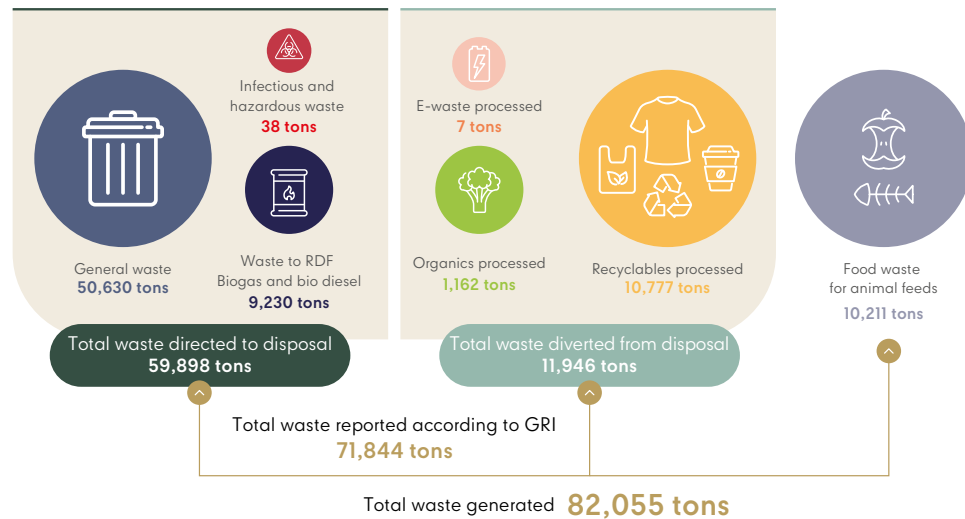 Infectious and
hazardous waste
38 tons
General waste
50,630 tons
Waste to RDF
Biogas and bio diesel
9,230 tons
Total waste directed to disposal
59,898 tons
E-waste processed
7 tons
Organics processed
1,162 tons
Recyclables processed
10,777 tons
Total waste diverted from disposal
11,946 tons
Food waste
for animal feeds
10,211 tons
Total waste reported according to GRI
71,844 tons
Total waste generated 82,055 tons